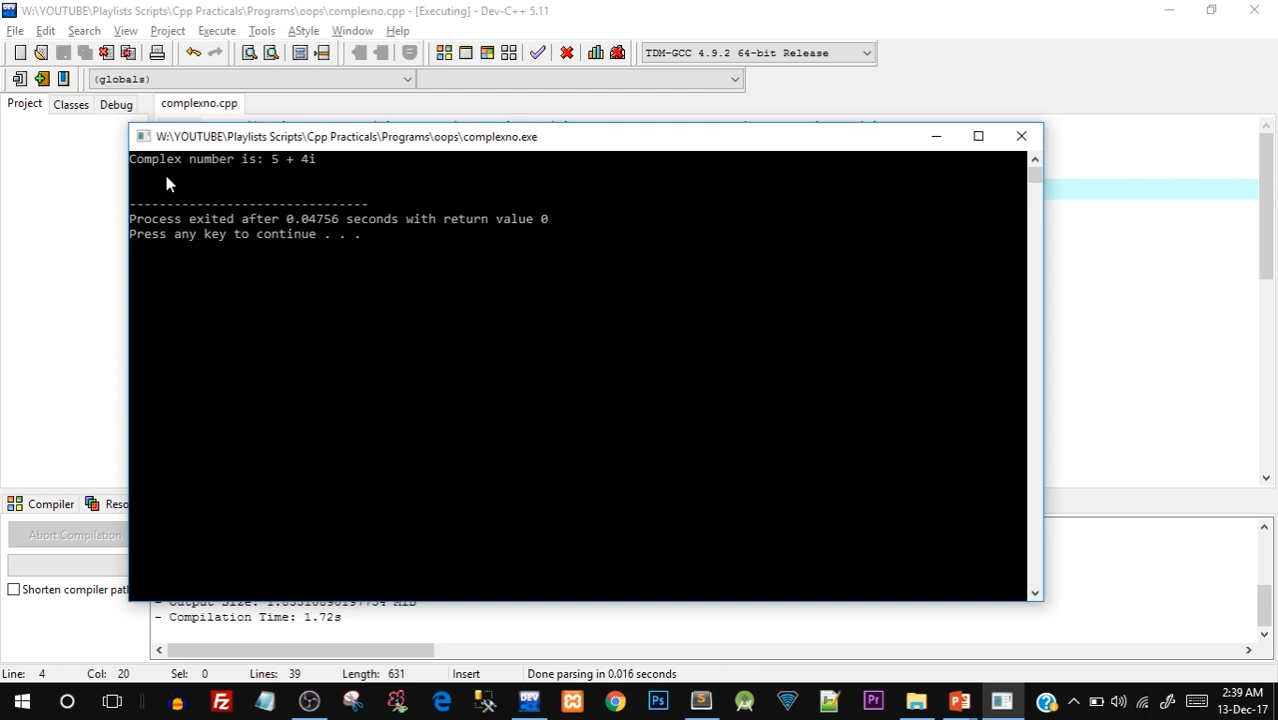 W:\YOUTUBE\Playlists Scripts\Cpp Practicals\Programs\oops\complexno.cpp - [Executing] - Dev-C++ 5.11
File Edit Search View Project Execute Tools AStyle Window Help
TDM-GCC 4.9.2 64-bit Release
(globals)
Project Classes Debug complexno.cpp
W:\YOUTUBE\Playlists Scripts\Cpp Practicals\Programs\oops\complexno.exe
Complex number is: 5 + 4i
--------------------------------
Process exited after 0.04756 seconds with return value 0
Press any key to continue . . .
Compiler Reso
Abort Compilation
Shorten compiler pat
- Compilation Time: 1.72s
Line: 4 Col: 20 Sel: 0 Lines: 39 Length: 631 Insert Done parsing in 0.016 seconds
2:39 AM
13-Dec-17